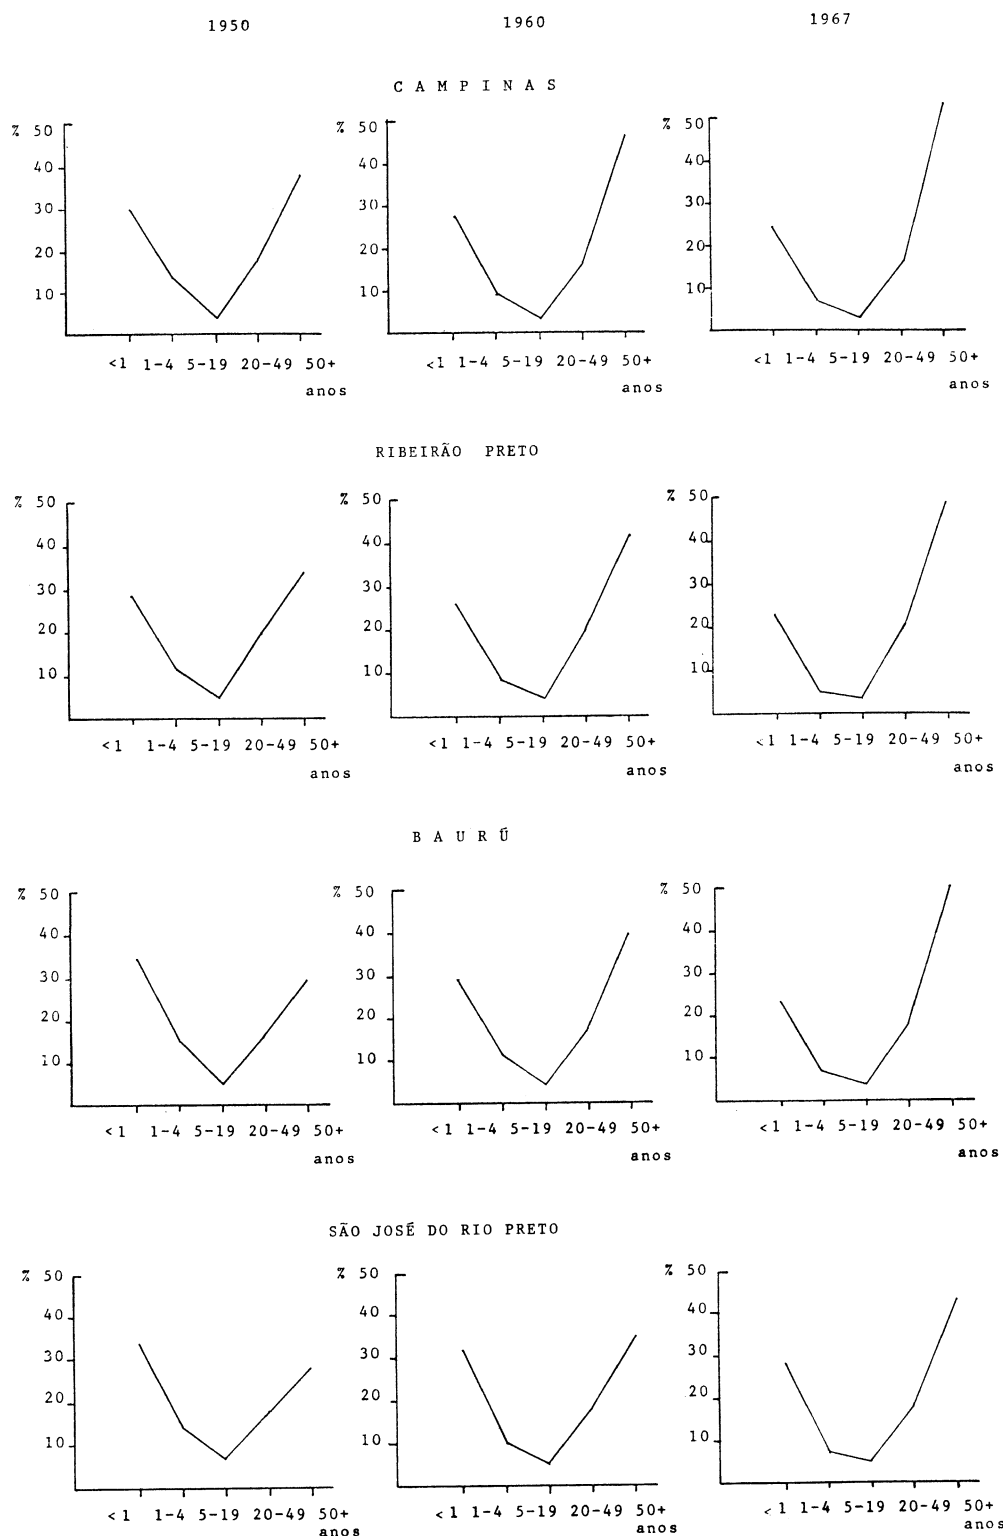 1950 1960 1967
CAMPINAS
% 50 % 50 % 50
40 40 40
30 30 30
20 20 20
10 10 10
<1 1-4 5-19 20-49 50+ <1 1-4 5-19 20-49 50+ <1 1-4 5-19 20-49 50+
anos anos anos
RIBEIRÃO PRETO
% 50 % 50 % 50
40 40 40
30 30 30
20 20 20
10 10 10
<1 1-4 5-19 20-49 50+ <1 1-4 5-19 20-49 50+ <1 1-4 5-19 20-49 50+
anos anos anos
BAURÚ
% 50 % 50 % 50
40 40 40
30 30 30
20 20 20
10 10 10
<1 1-4 5-19 20-49 50+ <1 1-4 5-19 20-49 50+ <1 1-4 5-19 20-49 50+
anos anos anos
SÃO JOSÉ DO RIO PRETO
% 50 % 50 % 50
40 40 40
30 30 30
20 20 20
10 10 10
<1 1-4 5-19 20-49 50+ <1 1-4 5-19 20-49 50+ <1 1-4 5-19 20-49 50+
anos anos anos